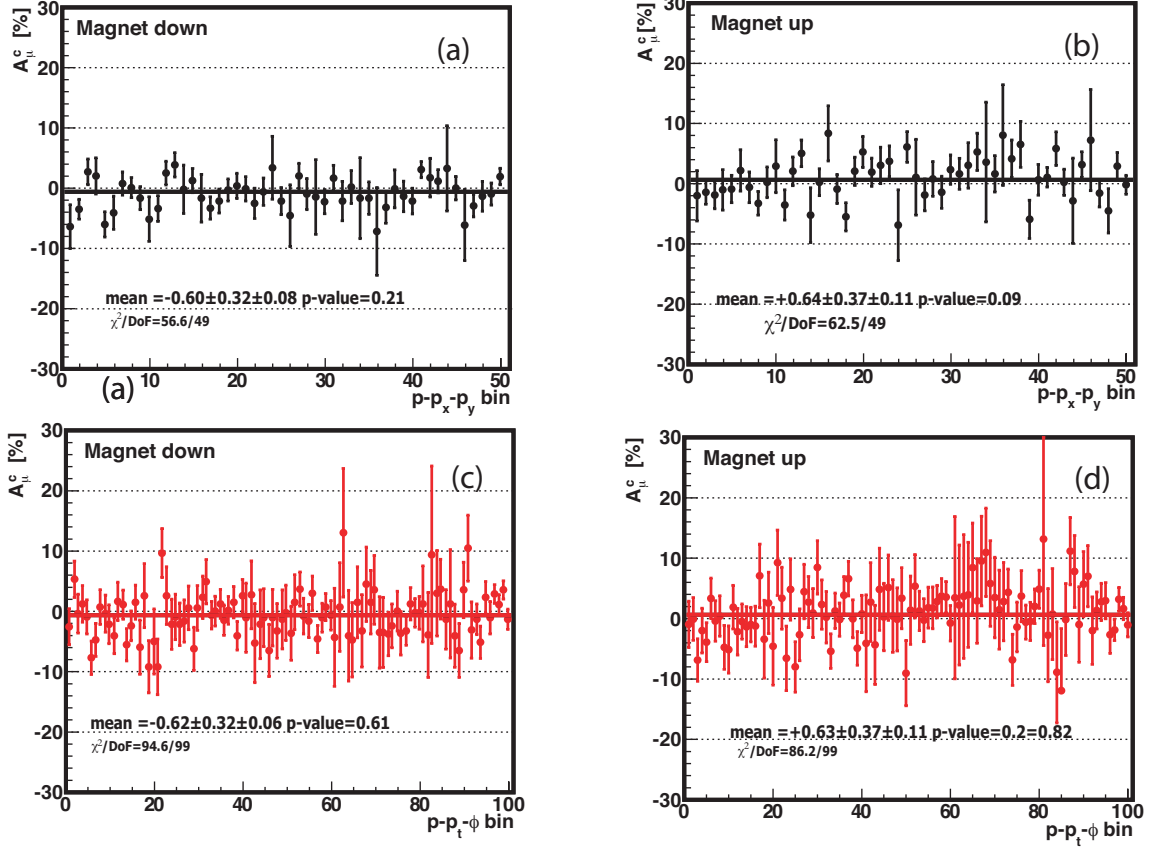 30
20
10
0
-10
-20
-30
A_μ^c [%]
Magnet down
(a)
mean =-0.60±0.32±0.08 p-value=0.21
χ²/DoF=56.6/49
0 10 20 30 40 50
(a)
p-p_x-p_y bin
30
20
10
0
-10
-20
-30
A_μ^c [%]
Magnet up
(b)
mean =+0.64±0.37±0.11 p-value=0.09
χ²/DoF=62.5/49
0 10 20 30 40 50
p-p_x-p_y bin
30
20
10
0
-10
-20
-30
A_μ^c [%]
Magnet down
(c)
mean =-0.62±0.32±0.06 p-value=0.61
χ²/DoF=94.6/99
0 20 40 60 80 100
p-p_t-ϕ bin
30
20
10
0
-10
-20
-30
A_μ^c [%]
Magnet up
(d)
mean =+0.63±0.37±0.11 p-value=0.2=0.82
χ²/DoF=86.2/99
0 20 40 60 80 100
p-p_t-ϕ bin